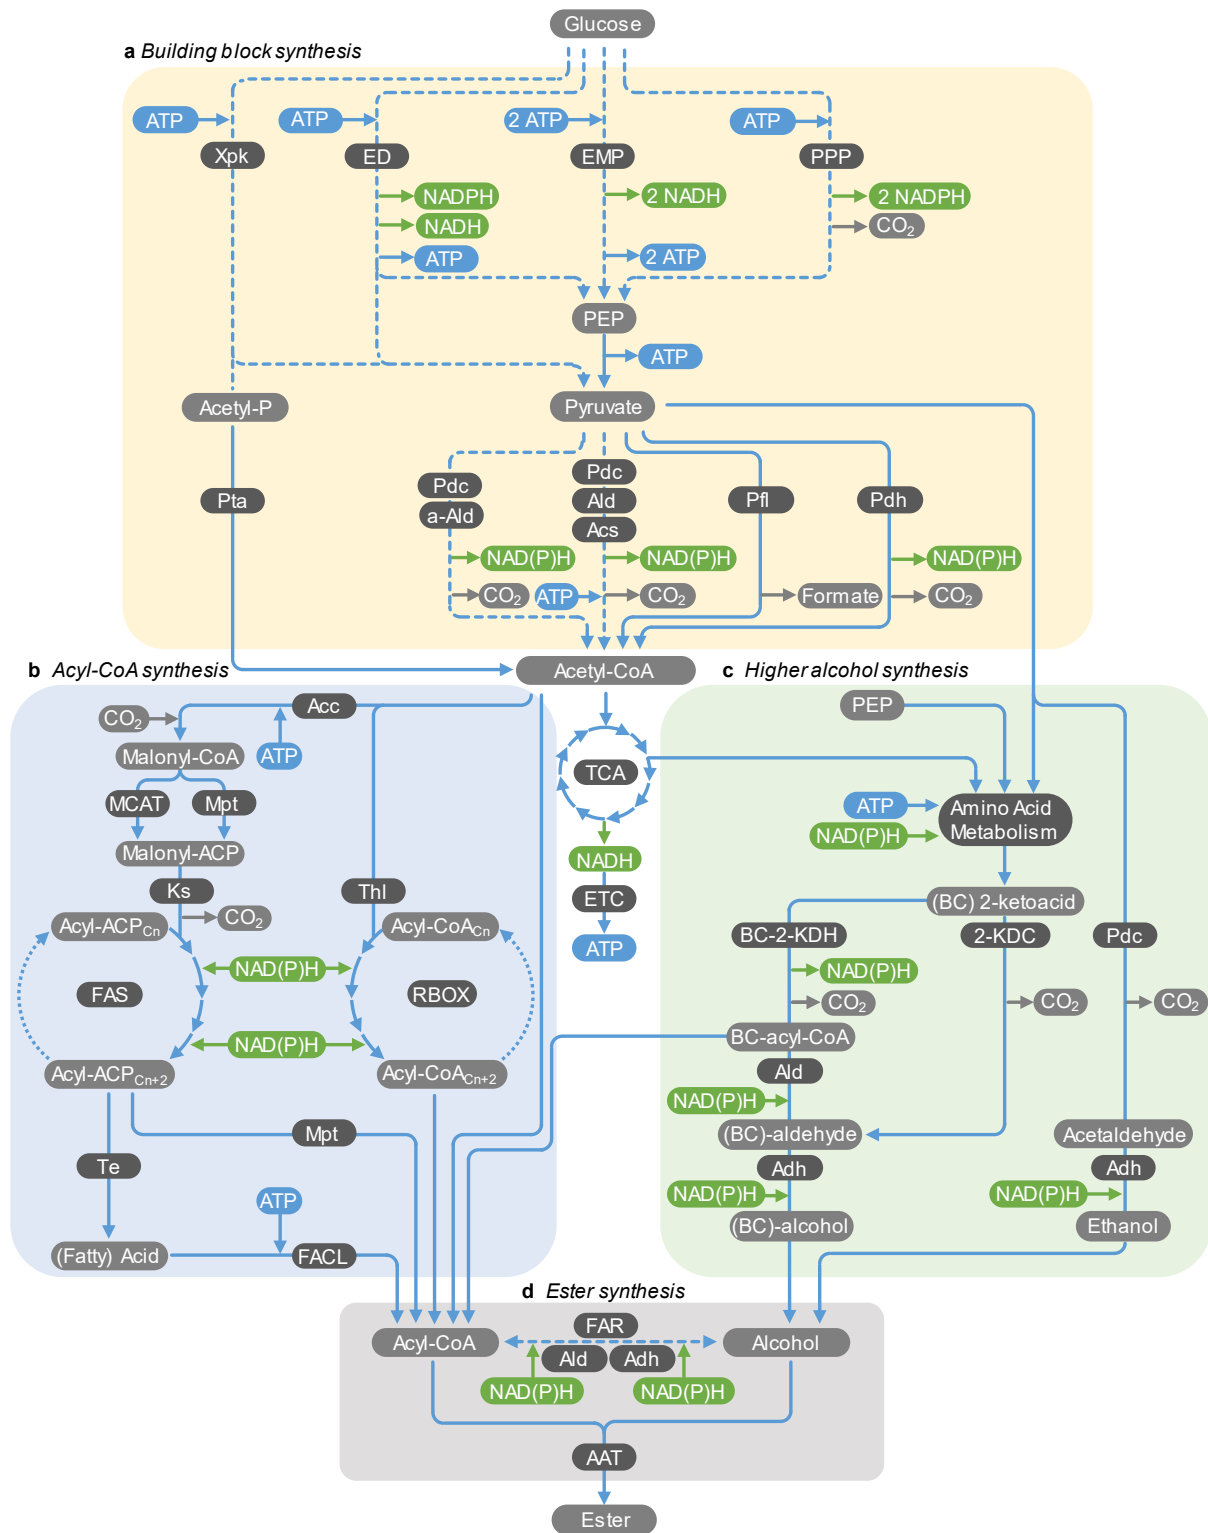 Glucose
a Building block synthesis
ATP
ATP
2 ATP
ATP
Xpk
ED
EMP
PPP
NADPH
2 NADH
2 NADPH
NADH
CO2
ATP
2 ATP
PEP
ATP
Acetyl-P
Pyruvate
Pdc
Pdc
a-Ald
Ald
Acs
Pta
Pfl
Pdh
NAD(P)H
NAD(P)H
NAD(P)H
CO2
ATP
CO2
Formate
CO2
b Acyl-CoA synthesis
Acetyl-CoA
c Higher alcohol synthesis
CO2
Acc
ATP
Malonyl-CoA
MCAT
Mpt
Malonyl-ACP
Ks
CO2
Thl
Acyl-ACPCn
Acyl-CoACn
NAD(P)H
FAS
RBOX
NAD(P)H
Acyl-ACPCn+2
Acyl-CoACn+2
Mpt
Te
ATP
(Fatty) Acid
FACL
TCA
NADH
ETC
ATP
PEP
ATP
NAD(P)H
Amino Acid
Metabolism
(BC) 2-ketoacid
BC-2-KDH
2-KDC
Pdc
NAD(P)H
CO2
CO2
CO2
BC-acyl-CoA
Ald
NAD(P)H
(BC)-aldehyde
Acetaldehyde
Adh
Adh
NAD(P)H
NAD(P)H
(BC)-alcohol
Ethanol
d Ester synthesis
Acyl-CoA
FAR
Alcohol
Ald
Adh
NAD(P)H
NAD(P)H
AAT
Ester